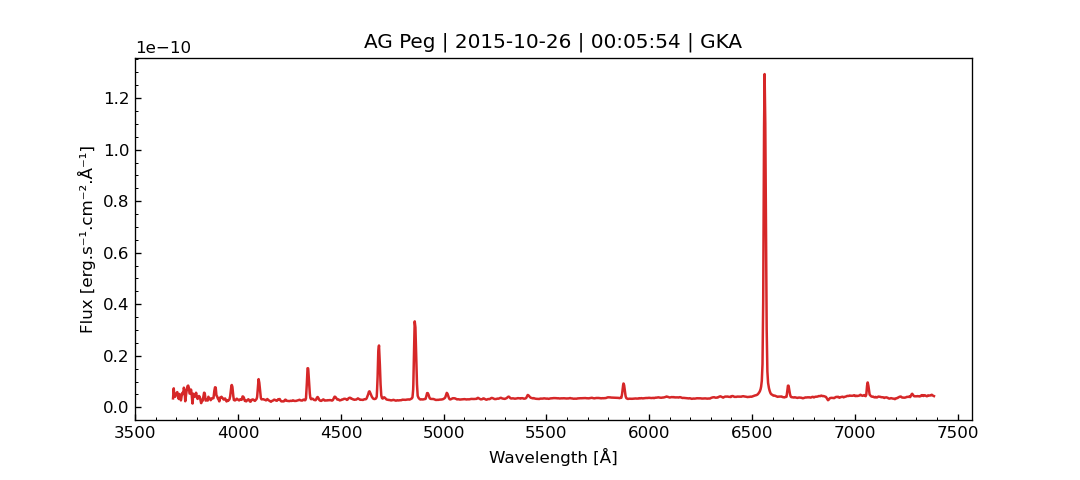 AG Peg | 2015-10-26 | 00:05:54 | GKA
1e−10
1.2
1.0
0.8
0.6
0.4
0.2
0.0
Flux [erg.s⁻¹.cm⁻².Å⁻¹]
3500 4000 4500 5000 5500 6000 6500 7000 7500
Wavelength [Å]